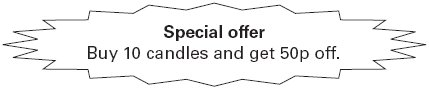 Special offer
Buy 10 candles and get 50p off.